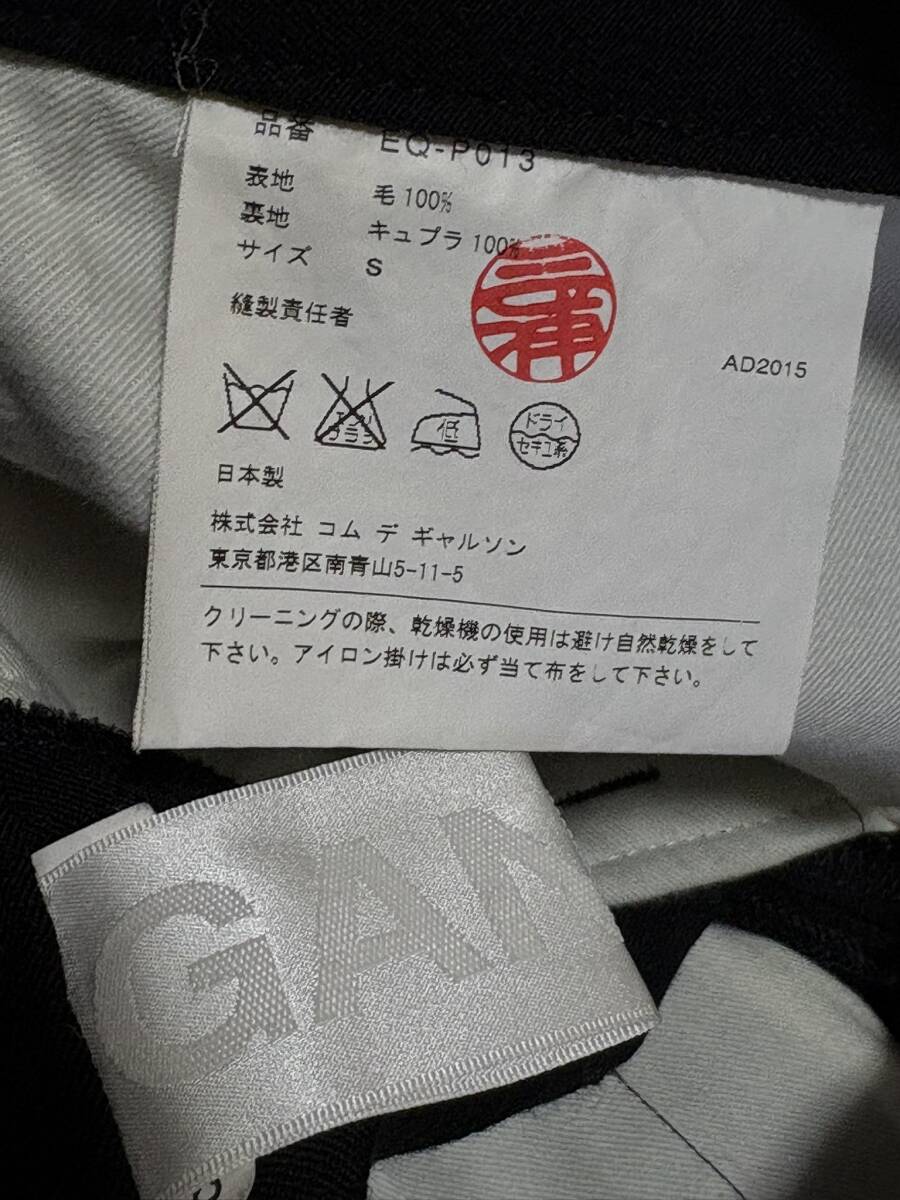 品番 EQ-P013
表地 毛 100%
裏地 キュプラ 100%
サイズ S
縫製責任者
AD2015
低
ドライ
セキユ系
日本製
株式会社 コム デ ギャルソン
東京都港区南青山5-11-5
クリーニングの際、乾燥機の使用は避け自然乾燥をして
下さい。アイロン掛けは必ず当て布をして下さい。
GAN